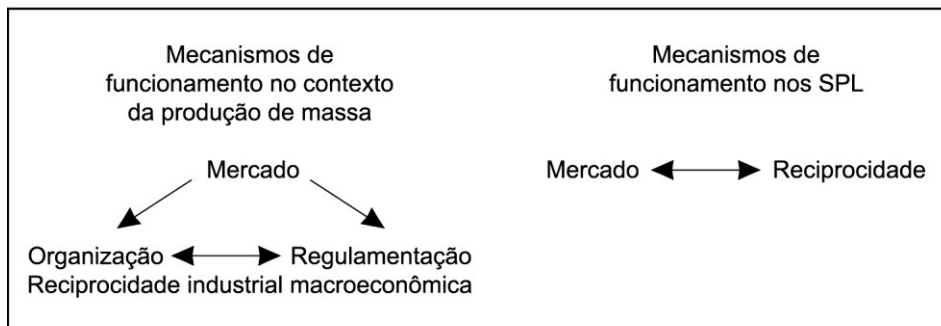 Mecanismos de
funcionamento no contexto
da produção de massa
Mercado
Organização Regulamentação
Reciprocidade industrial macroeconômica
Mecanismos de
funcionamento nos SPL
Mercado Reciprocidade